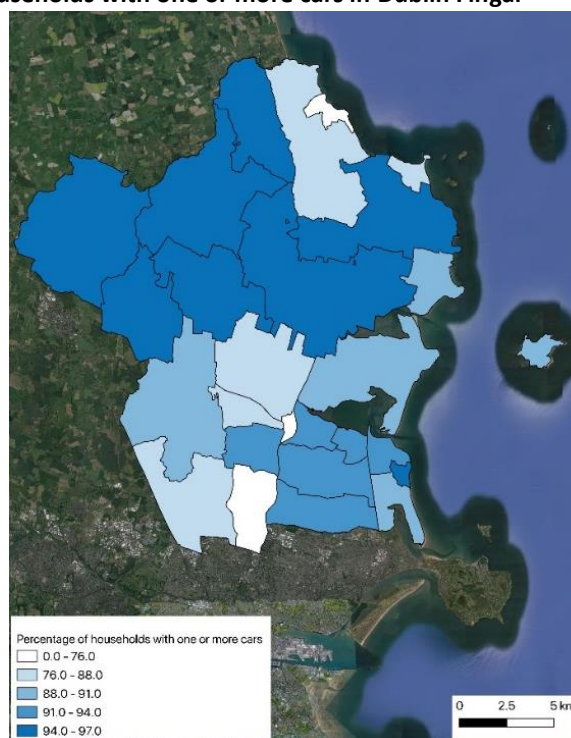 ouseholds with one or more cars in Dublin Fingal
Percentage of households with one or more cars
0.0 - 76.0
76.0 - 88.0
88.0 - 91.0
91.0 - 94.0
94.0 - 97.0
0 2.5 5 km